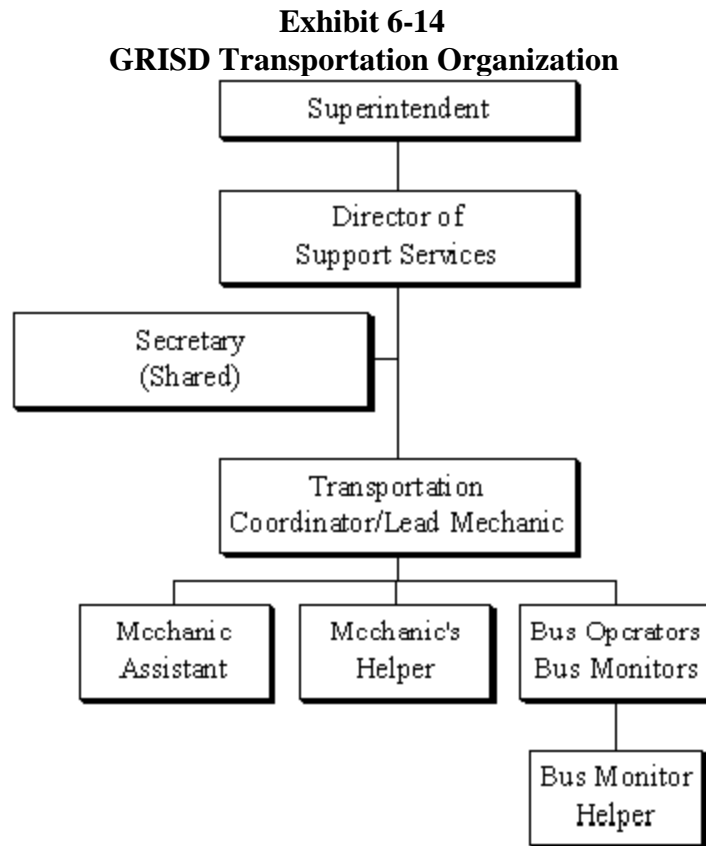 Exhibit 6-14
GRISD Transportation Organization
Superintendent
Director of
Support Services
Secretary
(Shared)
Transportation
Coordinator/Lead Mechanic
Mechanic
Assistant
Mechanic's
Helper
Bus Operators
Bus Monitors
Bus Monitor
Helper